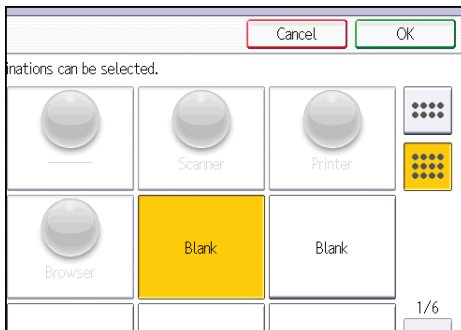 Cancel OK
inations can be selected.
------ Scanner Printer
Browser Blank Blank
1/6